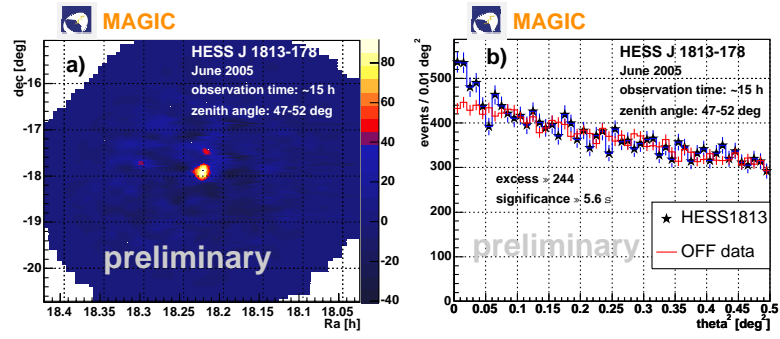 MAGIC
a)
HESS J 1813-178
June 2005
observation time: ~15 h
zenith angle: 47-52 deg
dec [deg]
-16
-17
-18
-19
-20
preliminary
18.4 18.35 18.3 18.25 18.2 18.15 18.1 18.05
Ra [h]
80
60
40
20
0
-20
-40
MAGIC
b)
HESS J 1813-178
June 2005
observation time: ~15 h
zenith angle: 47-52 deg
events/ 0.01 deg²
500
400
300
200
100
0
excess » 244
significance » 5.6 s
HESS1813
OFF data
preliminary
0 0.05 0.1 0.15 0.2 0.25 0.3 0.35 0.4 0.45 0.5
theta² [deg²]